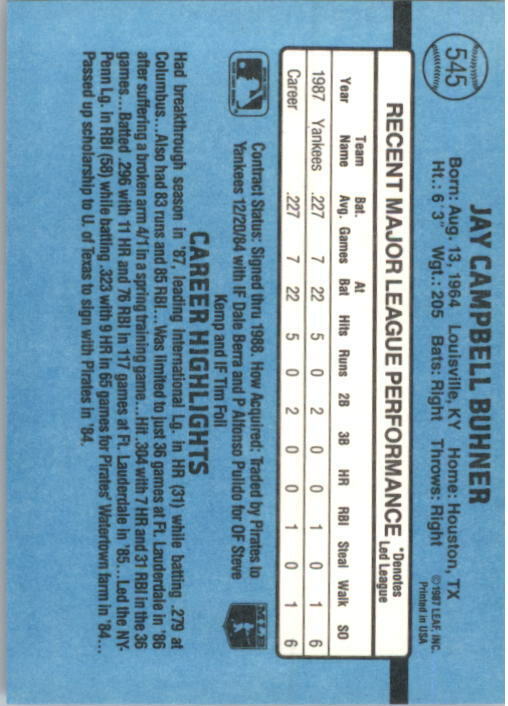 545
JAY CAMPBELL BUHNER
Born: Aug. 13, 1964 Louisville, KY Home: Houston, TX
Ht.: 6'3" Wgt.: 205 Bats: Right Throws: Right
©1987 LEAF, INC.
Printed in USA
RECENT MAJOR LEAGUE PERFORMANCE
*Denotes
Led League
Year Team Name Bat. Avg. Games At Bat Hits Runs 2B 3B HR RBI Steal Walk SO
1987 Yankees .227 7 22 5 0 2 0 0 1 0 1 6
Career .227 7 22 5 0 2 0 0 1 0 1 6
Contract Status: Signed thru 1988. How Acquired: Traded by Pirates to
Yankees 12/20/84 with IF Dale Berra and P Alfonso Pulido for OF Steve
Kemp and IF Tim Foli
MLB
CAREER HIGHLIGHTS
Had breakthrough season in '87, leading International Lg. in HR (31) while batting .279 at
Columbus...Also had 83 runs and 85 RBI...Was limited to just 36 games at Ft. Lauderdale in '86
after suffering a broken arm 4/1 in a spring training game...Hit .304 with 7 HR and 31 RBI in the 36
games...Batted .296 with 11 HR and 76 RBI in 117 games at Ft. Lauderdale in '85...Led the NY-
Penn Lg. in RBI (58) while batting .323 with 9 HR in 65 games for Pirates' Watertown farm in '84...
Passed up scholarship to U. of Texas to sign with Pirates in '84.